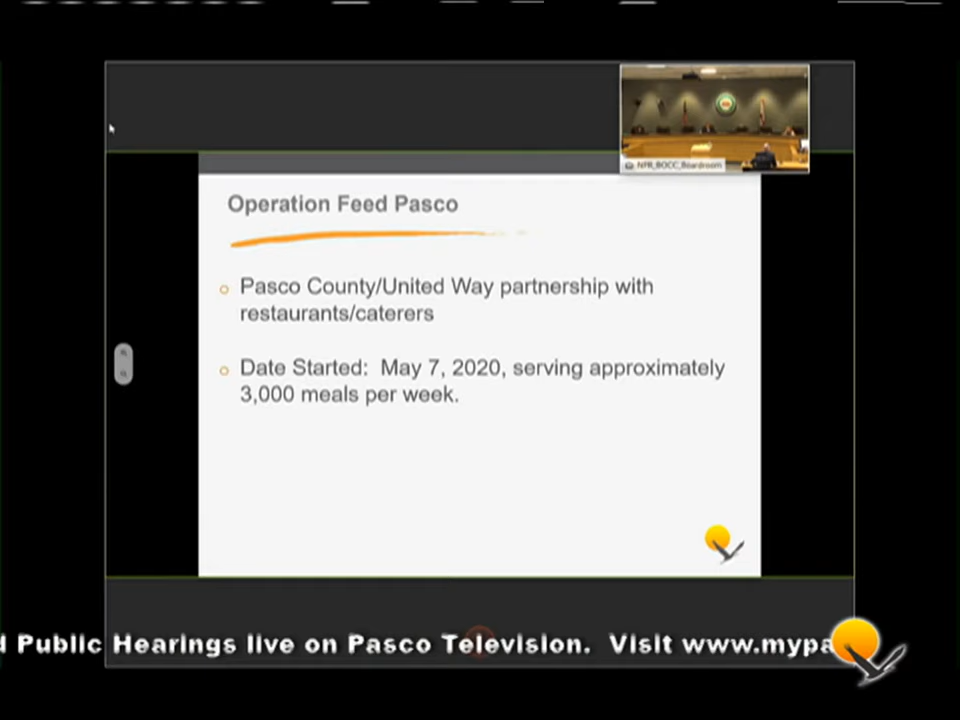 NFR_BOCC_Boardroom
Operation Feed Pasco
Pasco County/United Way partnership with
restaurants/caterers
Date Started: May 7, 2020, serving approximately
3,000 meals per week.
Public Hearings live on Pasco Television. Visit www.mypa